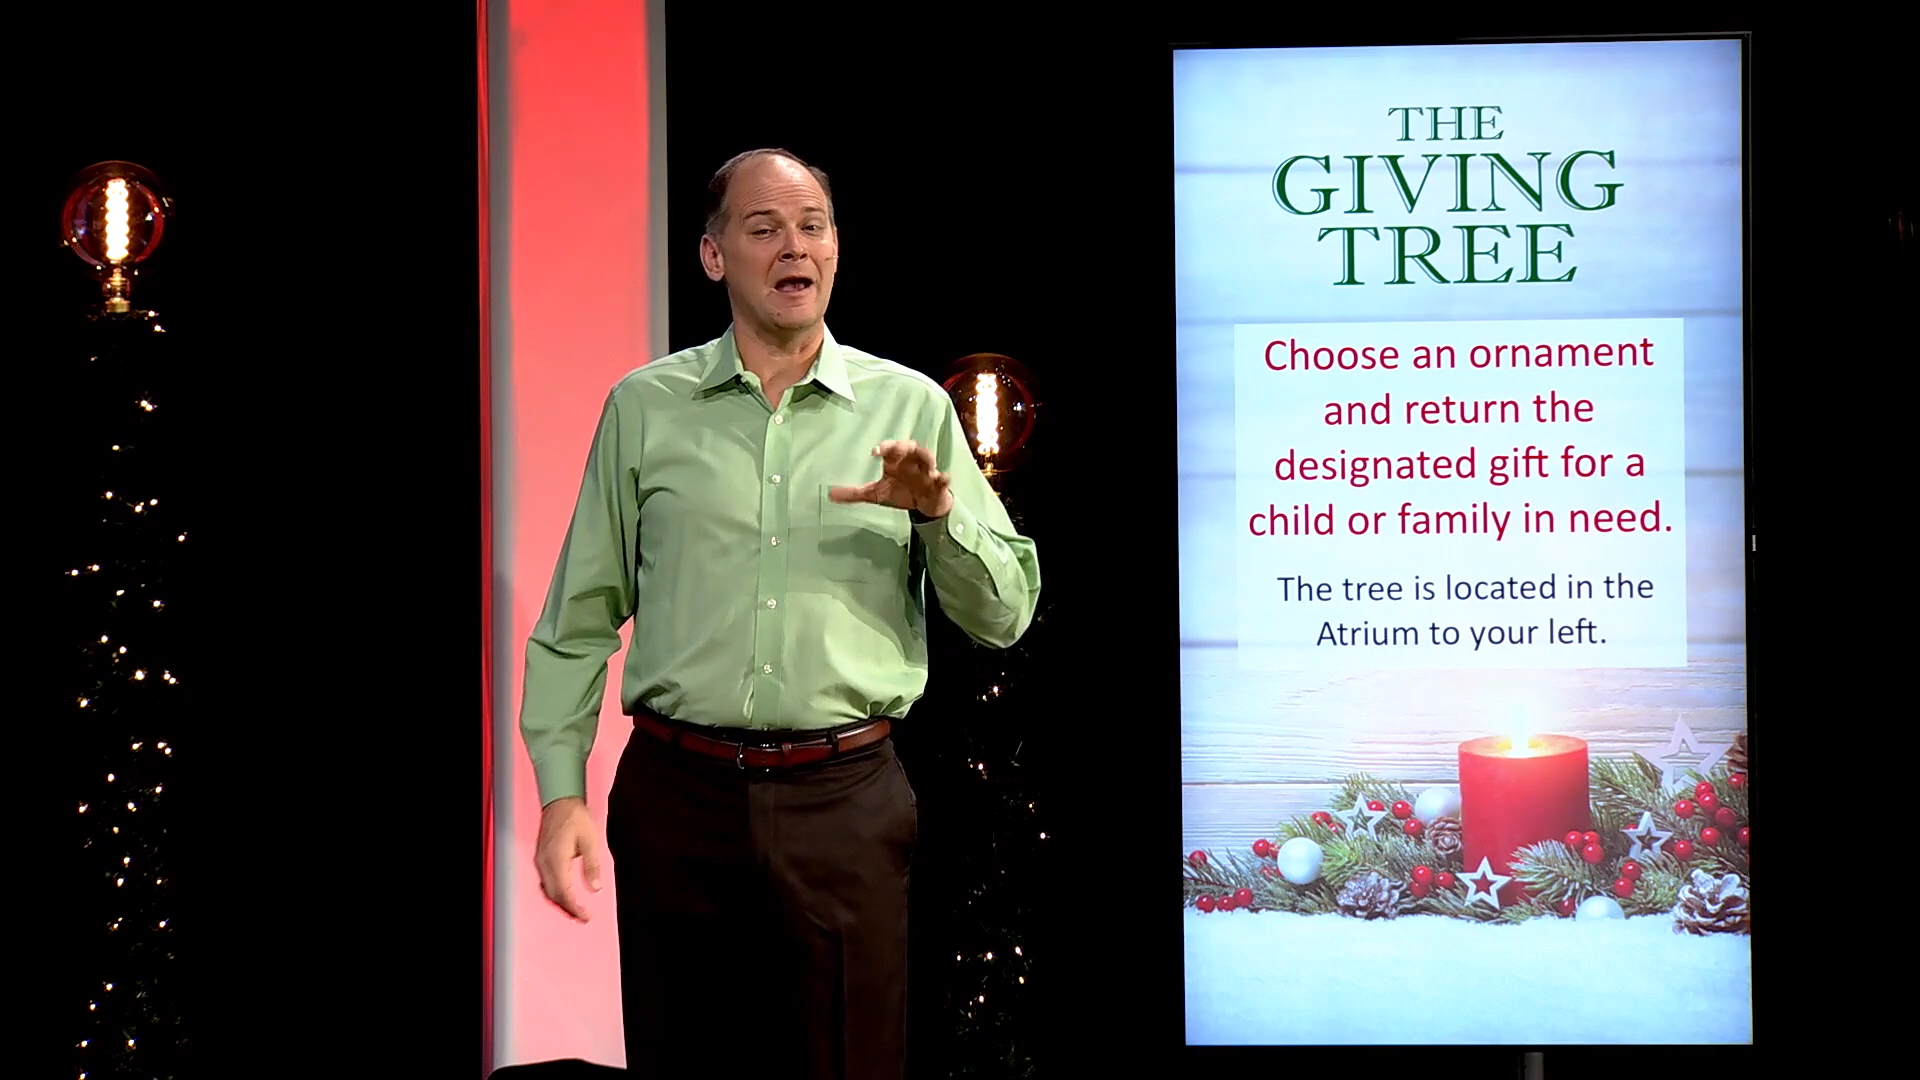 THE
GIVING
TREE
Choose an ornament
and return the
designated gift for a
child or family in need.
The tree is located in the
Atrium to your left.